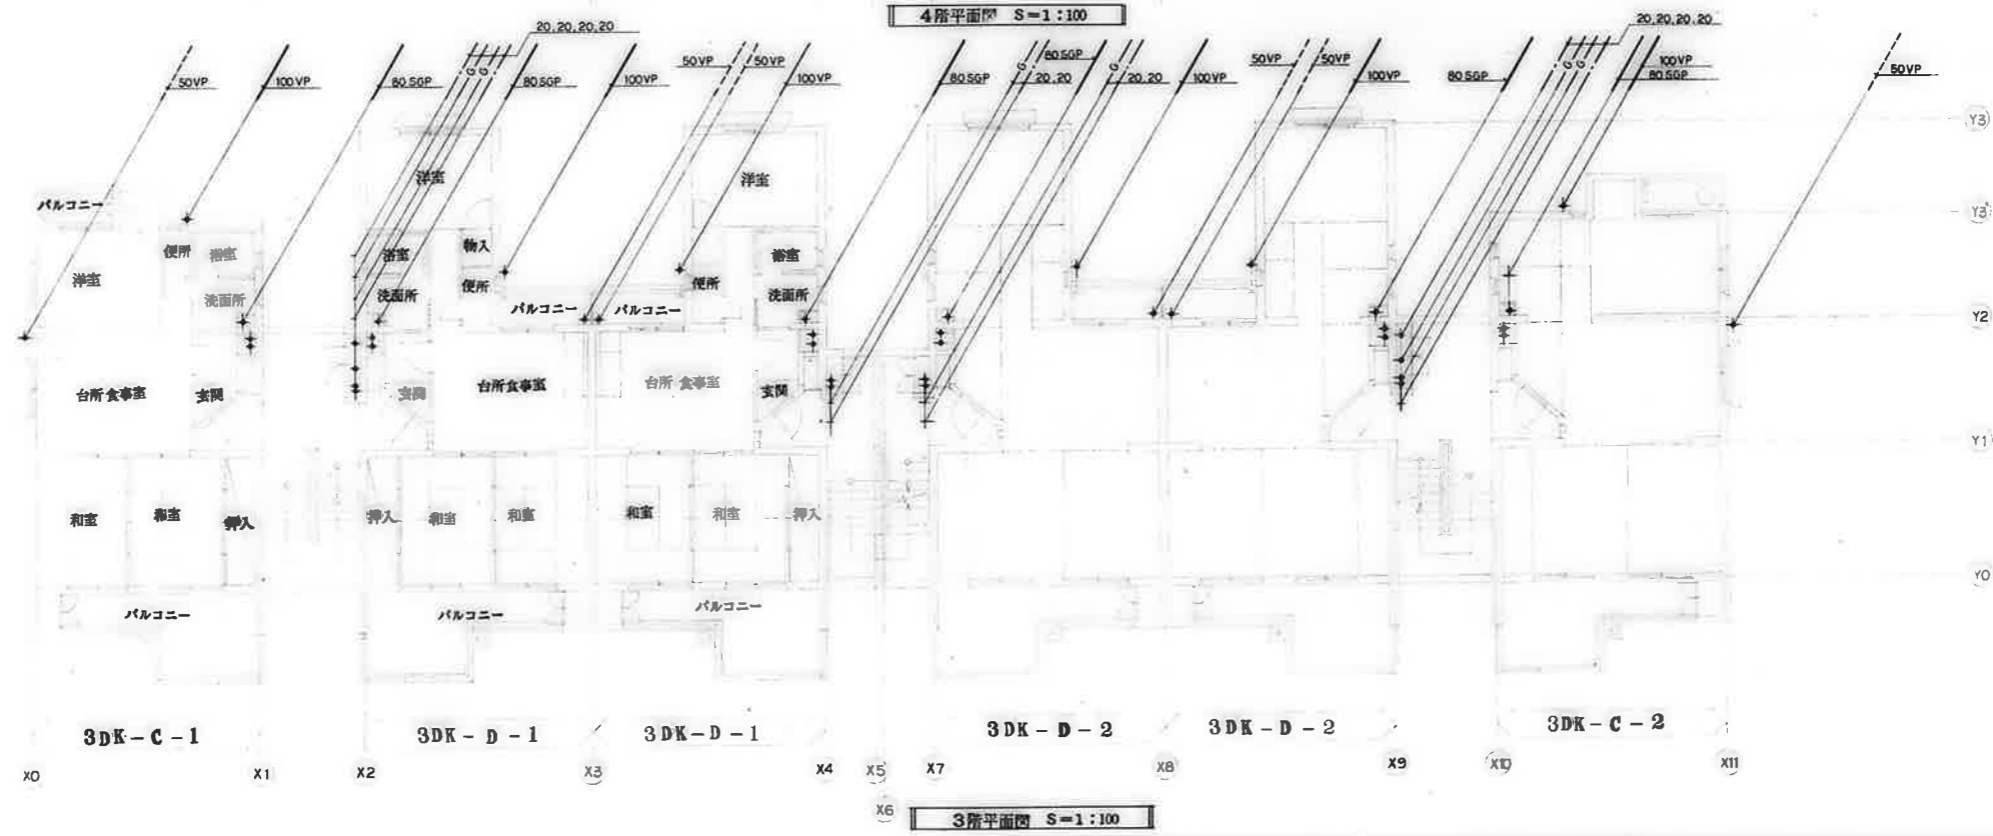 4階平面図 S=1:100
20.20.20.20
20.20.20.20
50VP
100VP
80SGP
G
G
80SGP
100VP
50VP
50VP
100VP
80SGP
G
20.20
80SGP
G
20.20
100VP
50VP
50VP
100VP
80SGP
G
G
100VP
80SGP
50VP
Y3
洋室
洋室
バルコニー
Y3'
便所
浴室
浴室
物入
浴室
洋室
洗面所
洗面所
便所
便所
洗面所
バルコニー
バルコニー
Y2
台所食事室
玄関
玄関
台所食事室
台所食事室
玄関
Y1
和室
和室
押入
押入
和室
和室
和室
和室
押入
Y0
バルコニー
バルコニー
バルコニー
3DK-C-1
3DK-D-1
3DK-D-1
3DK-D-2
3DK-D-2
3DK-C-2
X0
X1
X2
X3
X4
X5
X7
X8
X9
X10
X11
X6
3階平面図 S=1:100